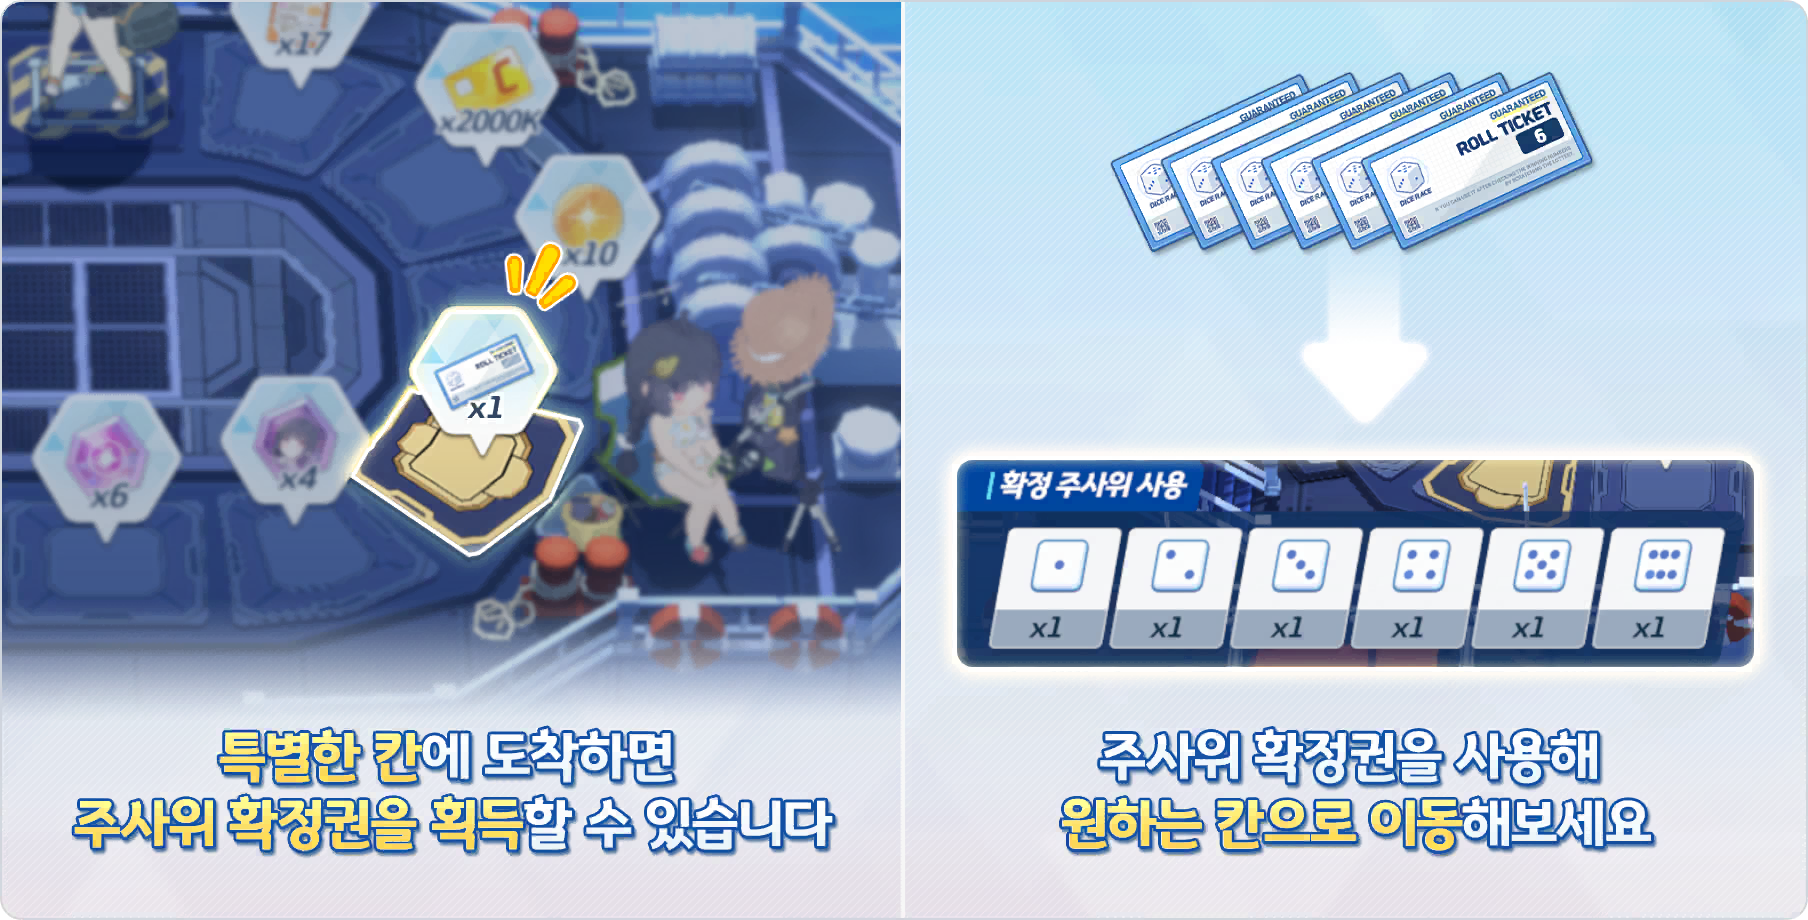 x17
x2000K
x10
ROLL TICKET
x1
x6
x4
특별한 칸에 도착하면
주사위 확정권을 획득할 수 있습니다
GUARANTEED
GUARANTEED
GUARANTEED
GUARANTEED
GUARANTEED
GUARANTEED
ROLL TICKET
6
DICE RACE
확정 주사위 사용
x1
x1
x1
x1
x1
x1
주사위 확정권을 사용해
원하는 칸으로 이동해보세요